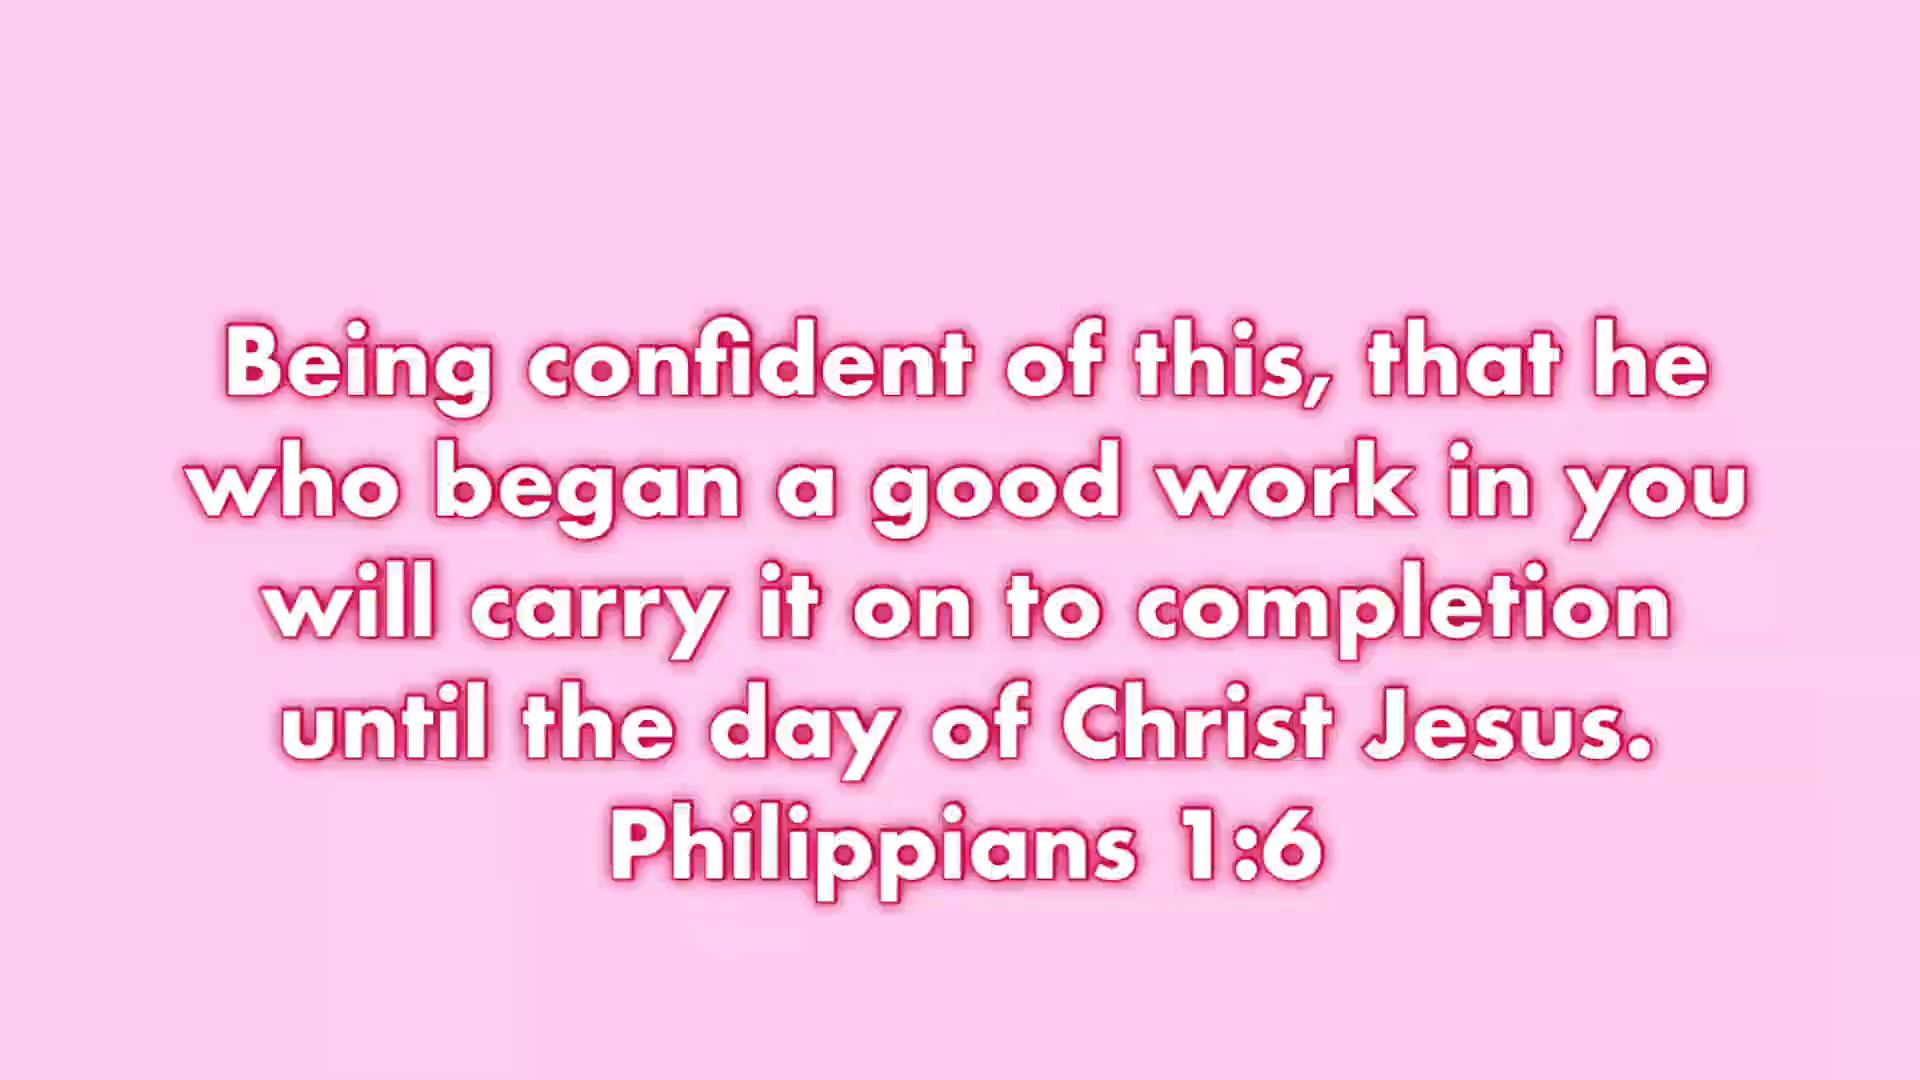 Being confident of this, that he
who began a good work in you
will carry it on to completion
until the day of Christ Jesus.
Philippians 1:6